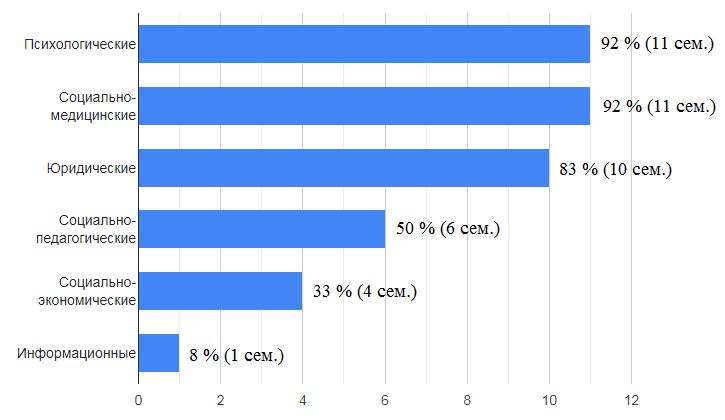 Психологические
92 % (11 сем.)
Социально-
медицинские
92 % (11 сем.)
Юридические
83 % (10 сем.)
Социально-
педагогические
50 % (6 сем.)
Социально-
экономические
33 % (4 сем.)
Информационные
8 % (1 сем.)
0 2 4 6 8 10 12